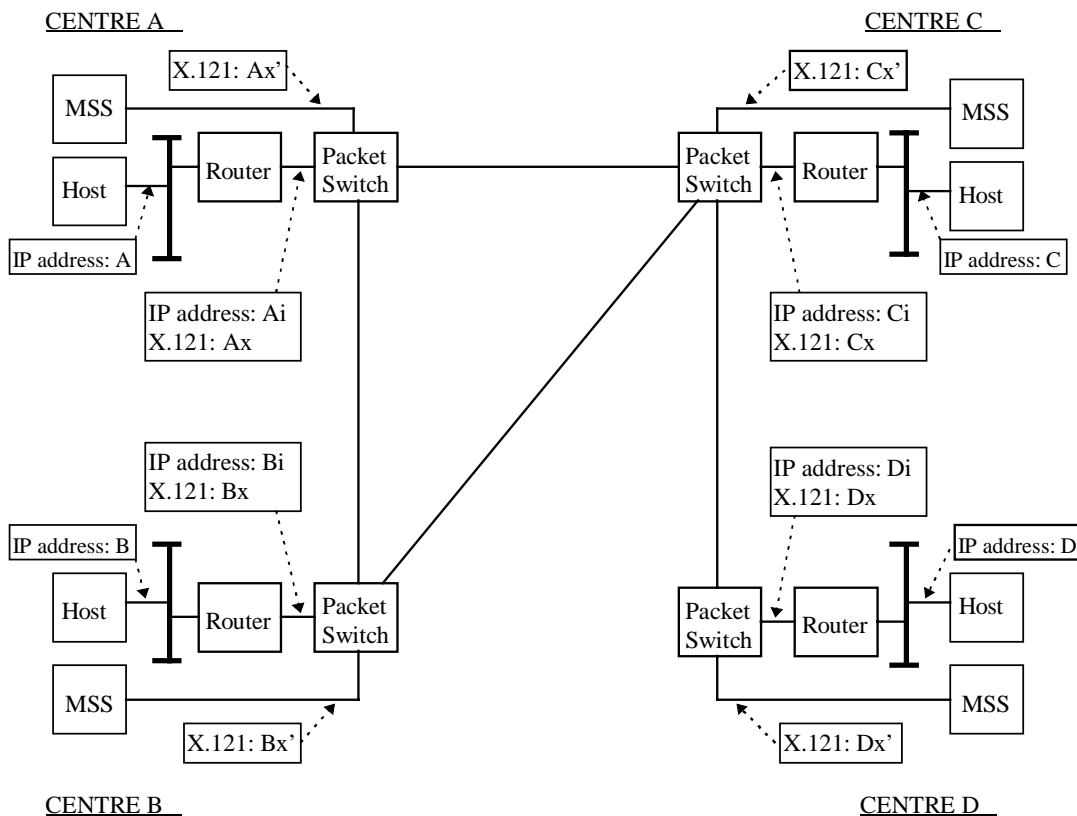 CENTRE A
CENTRE C
X.121: Ax’
X.121: Cx’
MSS
MSS
Host
Router
Packet
Switch
Packet
Switch
Router
Host
IP address: A
IP address: C
IP address: Ai
X.121: Ax
IP address: Ci
X.121: Cx
IP address: Bi
X.121: Bx
IP address: Di
X.121: Dx
IP address: B
IP address: D
Host
Router
Packet
Switch
Packet
Switch
Router
Host
MSS
MSS
X.121: Bx’
X.121: Dx’
CENTRE B
CENTRE D